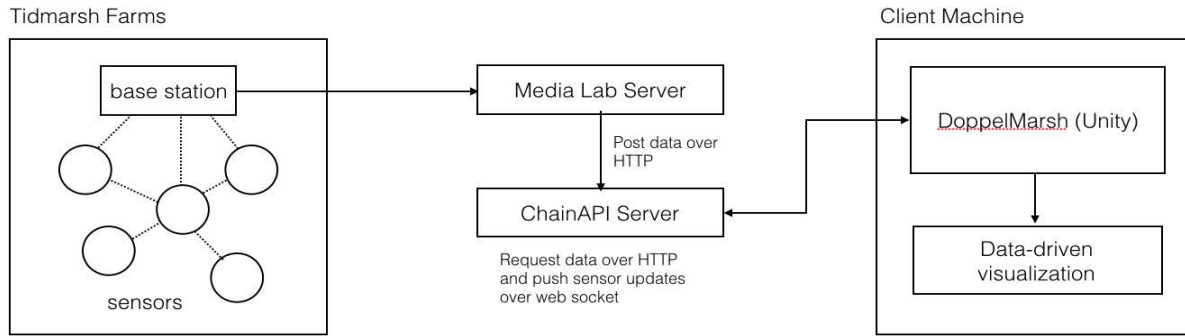 Tidmarsh Farms
base station
sensors
Media Lab Server
Post data over
HTTP
ChainAPI Server
Request data over HTTP
and push sensor updates
over web socket
Client Machine
DoppelMarsh (Unity)
Data-driven
visualization